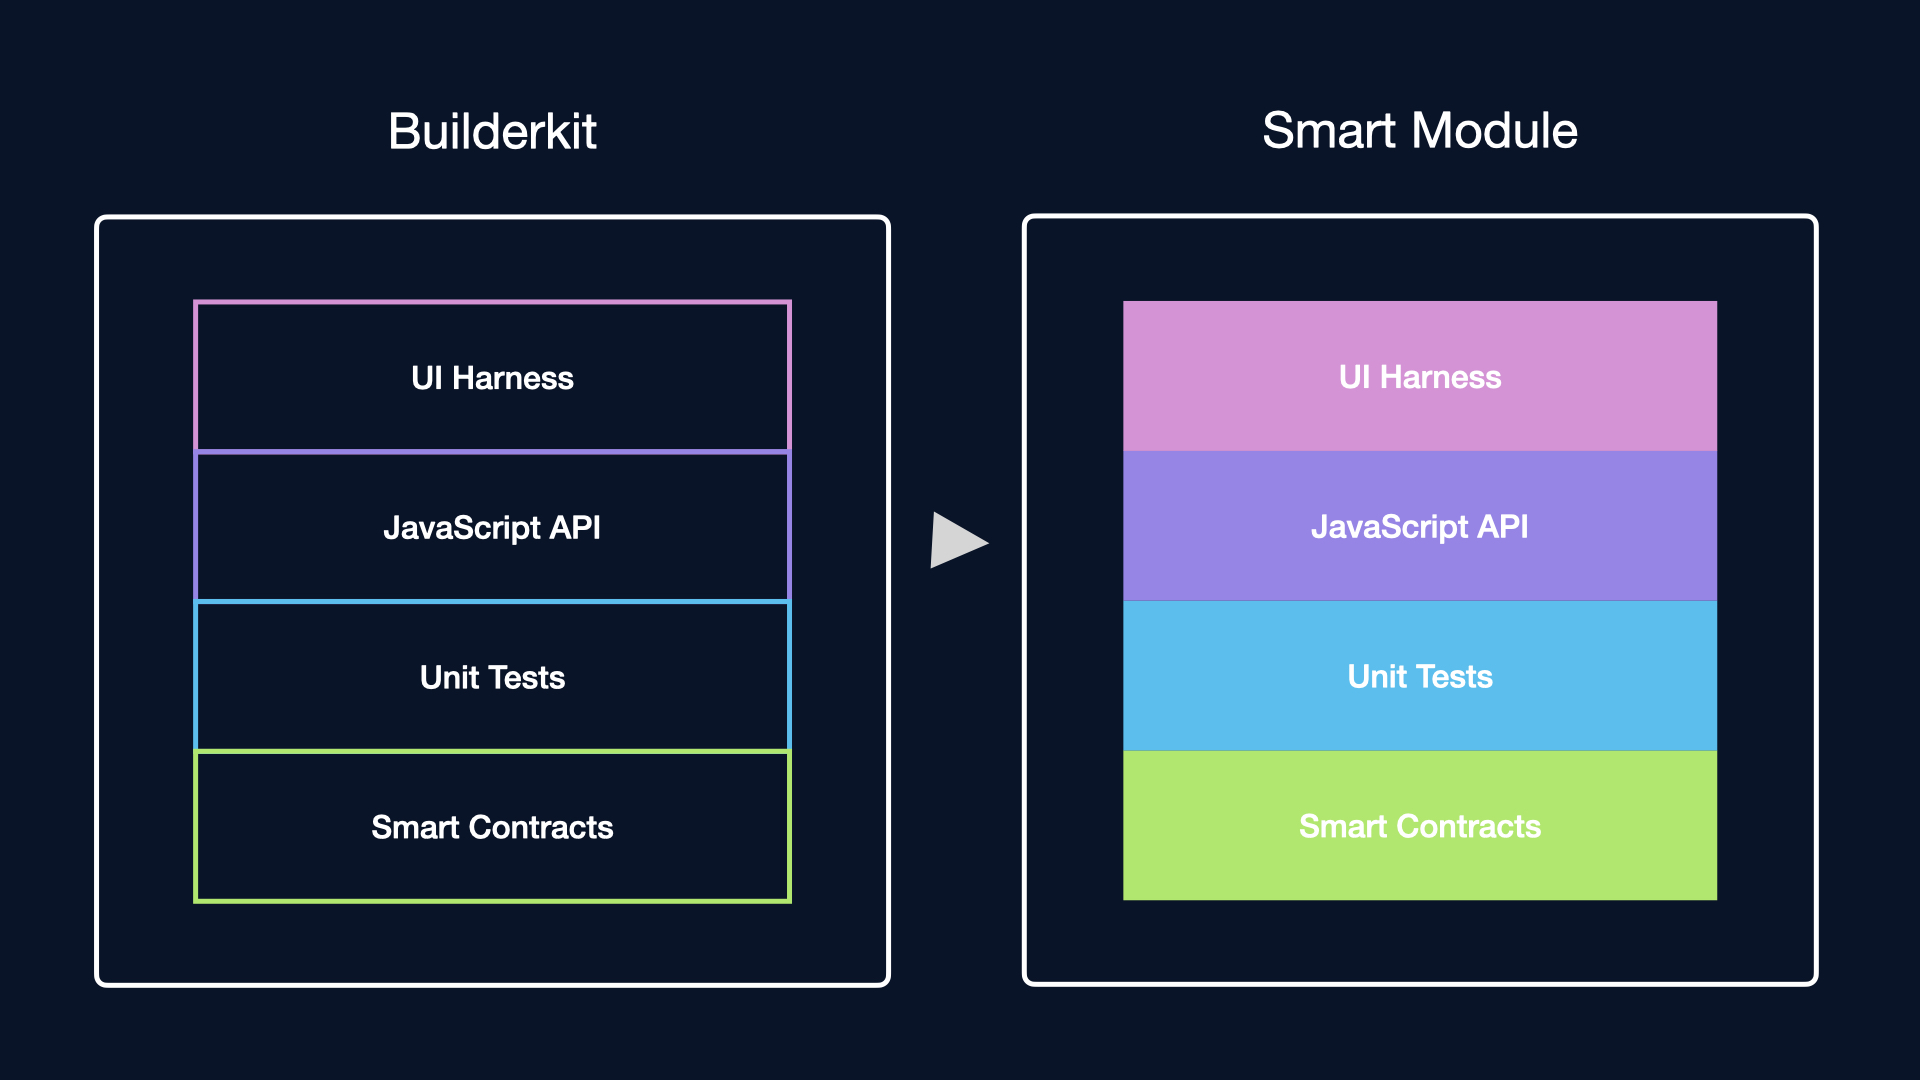 Builderkit
UI Harness
JavaScript API
Unit Tests
Smart Contracts
Smart Module
UI Harness
JavaScript API
Unit Tests
Smart Contracts